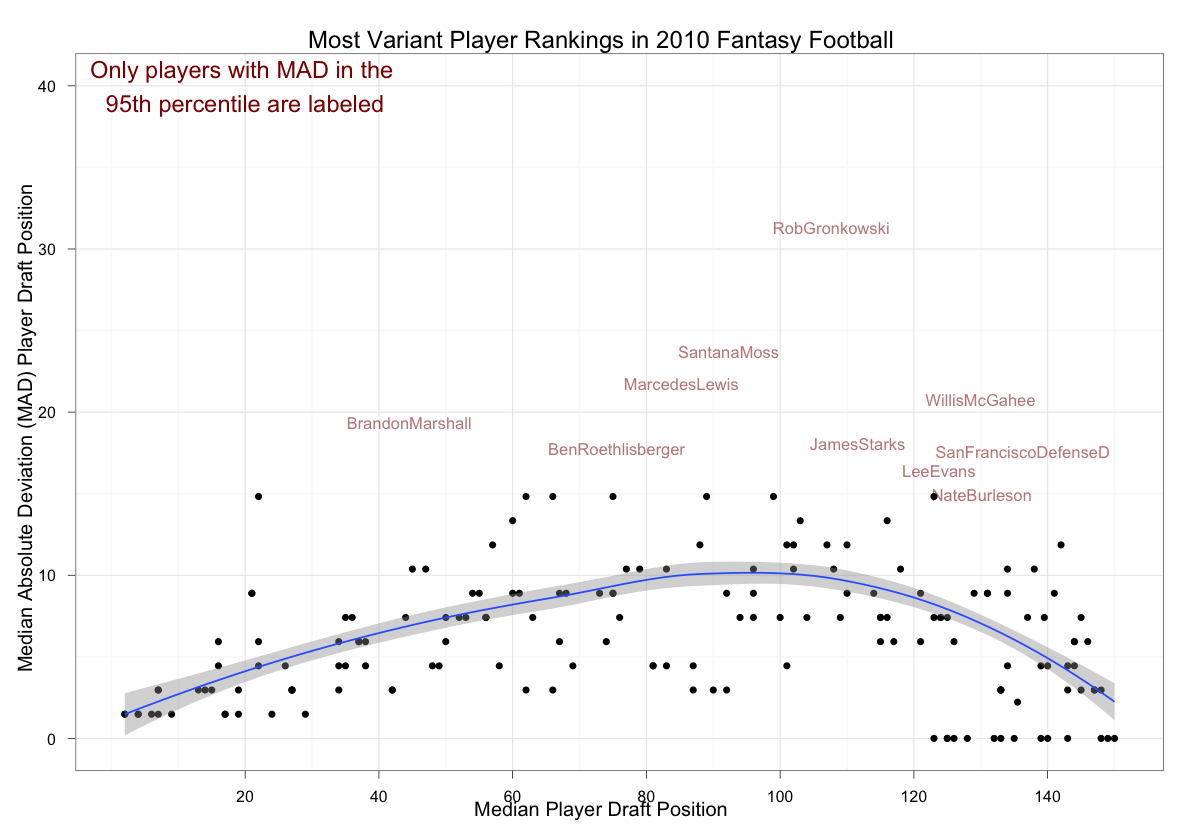 Most Variant Player Rankings in 2010 Fantasy Football
Only players with MAD in the
95th percentile are labeled
Median Absolute Deviation (MAD) Player Draft Position
40
30
20
10
0
RobGronkowski
SantanaMoss
MarcedesLewis
WillisMcGahee
BrandonMarshall
JamesStarks
BenRoethlisberger
SanFranciscoDefenseD
LeeEvans
NateBurleson
20 40 60 80 100 120 140
Median Player Draft Position